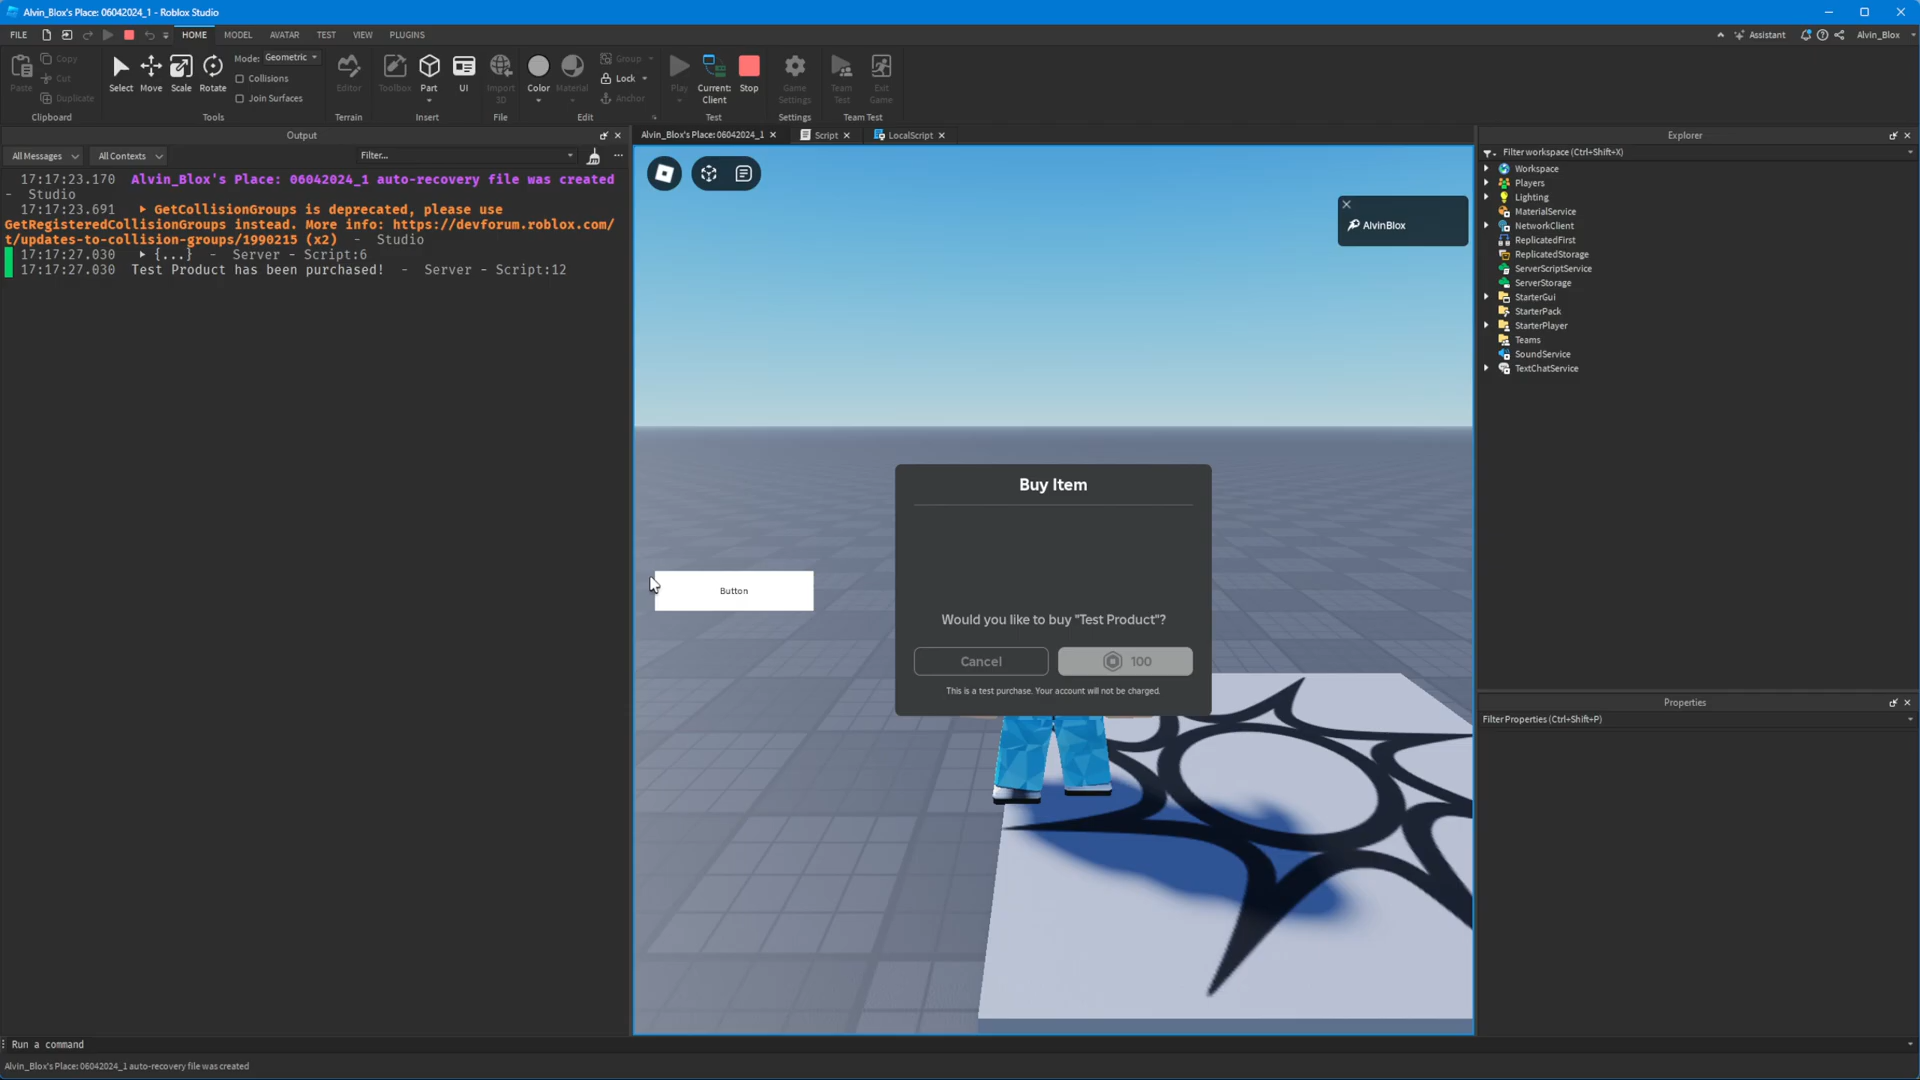 Alvin_Blox's Place: 06042024_1 - Roblox Studio
FILE HOME MODEL AVATAR TEST VIEW PLUGINS Assistant Alvin_Blox
Paste Copy Cut Duplicate Clipboard
Select Move Scale Rotate Mode: Geometric Collisions Join Surfaces Tools
Editor Terrain
Toolbox Part UI Insert
Import 3D File
Color Material Group Lock Anchor Edit
Play Current: Client Stop Test
Game Settings Settings
Team Test Exit Game Team Test
Output
All Messages All Contexts Filter...
17:17:23.170 Alvin_Blox's Place: 06042024_1 auto-recovery file was created
- Studio
17:17:23.691 GetCollisionGroups is deprecated, please use
GetRegisteredCollisionGroups instead. More info: https://devforum.roblox.com/
t/updates-to-collision-groups/1990215 (x2) - Studio
17:17:27.030 {...} - Server - Script:6
17:17:27.030 Test Product has been purchased! - Server - Script:12
Alvin_Blox's Place: 06042024_1 Script LocalScript
AlvinBlox
Buy Item
Button
Would you like to buy "Test Product"?
Cancel 100
This is a test purchase. Your account will not be charged.
Explorer
Filter workspace (Ctrl+Shift+X)
Workspace
Players
Lighting
MaterialService
NetworkClient
ReplicatedFirst
ReplicatedStorage
ServerScriptService
ServerStorage
StarterGui
StarterPack
StarterPlayer
Teams
SoundService
TextChatService
Properties
Filter Properties (Ctrl+Shift+P)
Run a command
Alvin_Blox's Place: 06042024_1 auto-recovery file was created